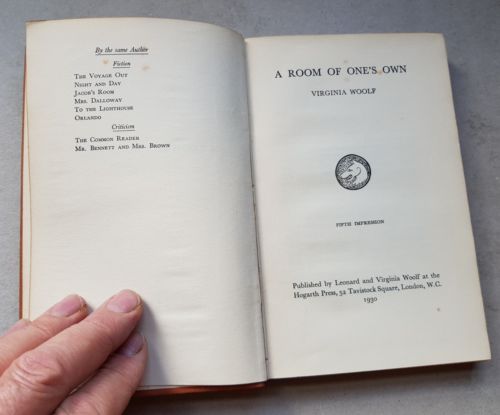 By the same Author
Fiction
THE VOYAGE OUT
NIGHT AND DAY
JACOB'S ROOM
MRS. DALLOWAY
TO THE LIGHTHOUSE
ORLANDO
Criticism
THE COMMON READER
MR. BENNETT AND MRS. BROWN
A ROOM OF ONE'S OWN
VIRGINIA WOOLF
FIFTH IMPRESSION
Published by Leonard and Virginia Woolf at the
Hogarth Press, 52 Tavistock Square, London, W.C.
1930